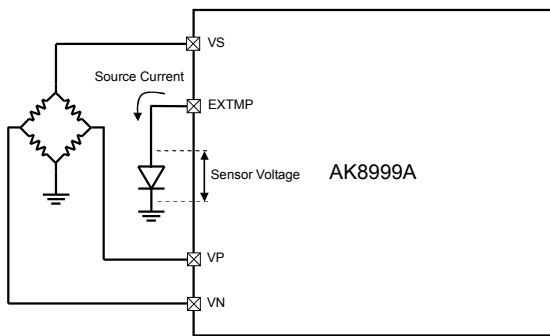 VS
Source Current
EXTMP
Sensor Voltage
AK8999A
VP
VN